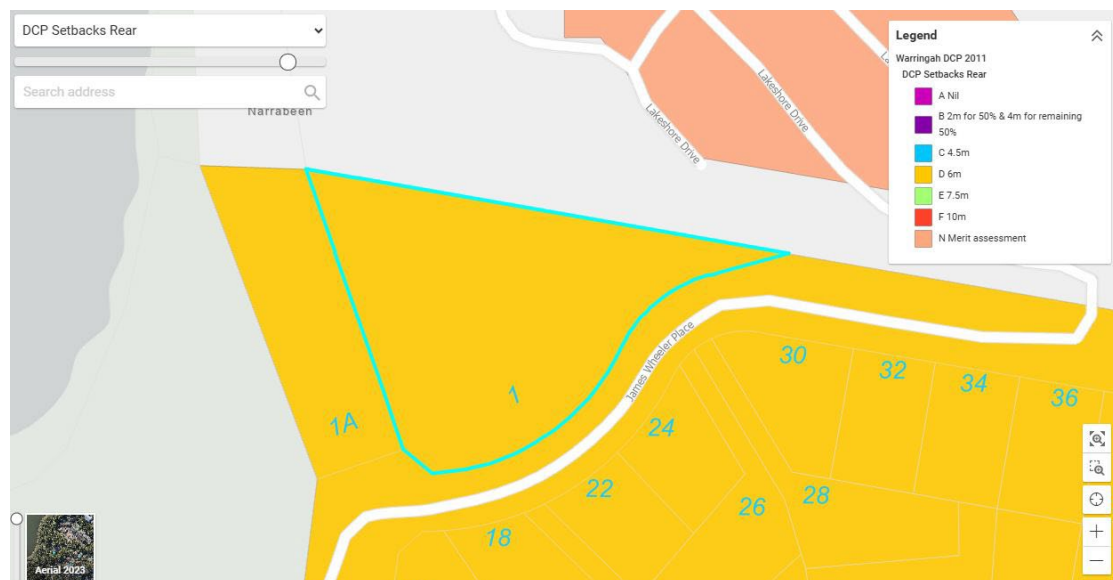 DCP Setbacks Rear
Search address
Narrabeen
Lakeshore Drive
Lakeshore Drive
Lakeshore Drive
Legend
Warringah DCP 2011
DCP Setbacks Rear
A Nil
B 2m for 50% & 4m for remaining
50%
C 4.5m
D 6m
E 7.5m
F 10m
N Merit assessment
James Wheeler Place
1
1A
30
32
34
36
24
22
26
28
18
Aerial 2023